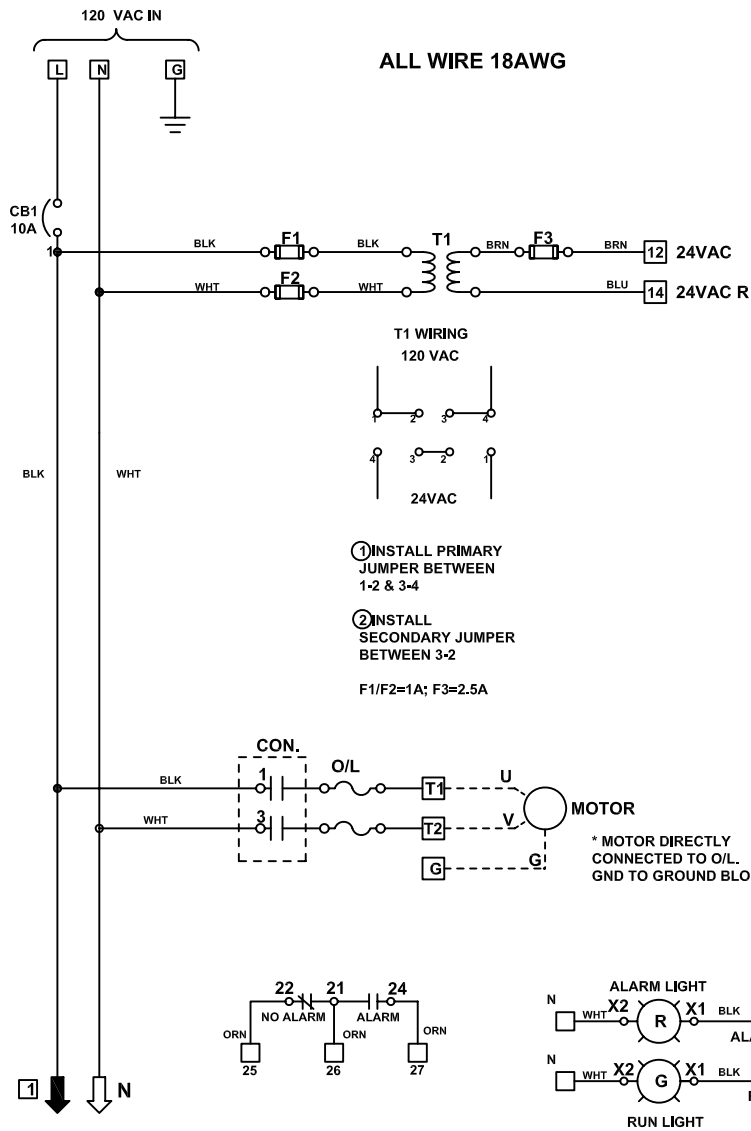 120 VAC IN
L N G
ALL WIRE 18AWG
CB1
10A
1
BLK F1 BLK T1 BRN F3 BRN 12 24VAC
WHT F2 WHT BLU 14 24VAC R
T1 WIRING
120 VAC
1 2 3 4
4 3 2 1
24VAC
BLK WHT
1 INSTALL PRIMARY
JUMPER BETWEEN
1-2 & 3-4
2 INSTALL
SECONDARY JUMPER
BETWEEN 3-2
F1/F2=1A; F3=2.5A
CON.
BLK 1 O/L T1 U
MOTOR
WHT 3 T2 V
G G
* MOTOR DIRECTLY
CONNECTED TO O/L.
GND TO GROUND BLO
22 21 24
NO ALARM ALARM
ORN ORN ORN
25 26 27
ALARM LIGHT
N WHT X2 R X1 BLK
ALA
N WHT X2 G X1 BLK
RUN LIGHT
1 N